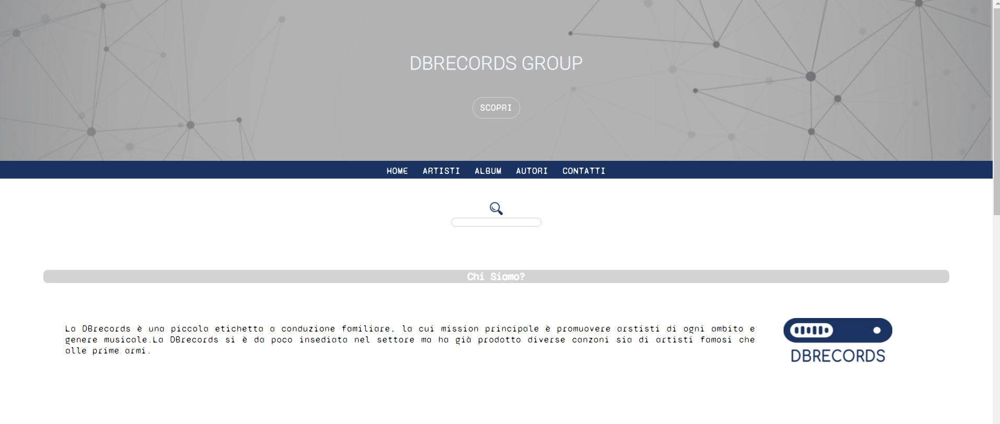 DBRECORDS GROUP
SCOPRI
HOME ARTISTI ALBUM AUTORI CONTATTI
Chi Siamo?
La DBrecords è una piccola etichetta a conduzione familiare, la cui mission principale è promuovere arstisti di ogni ambito e
genere musicale.La DBrecords si è da poco insediata nel settore ma ha già prodotto diverse canzoni sia di artisti famosi che
alle prime armi.
DBRECORDS